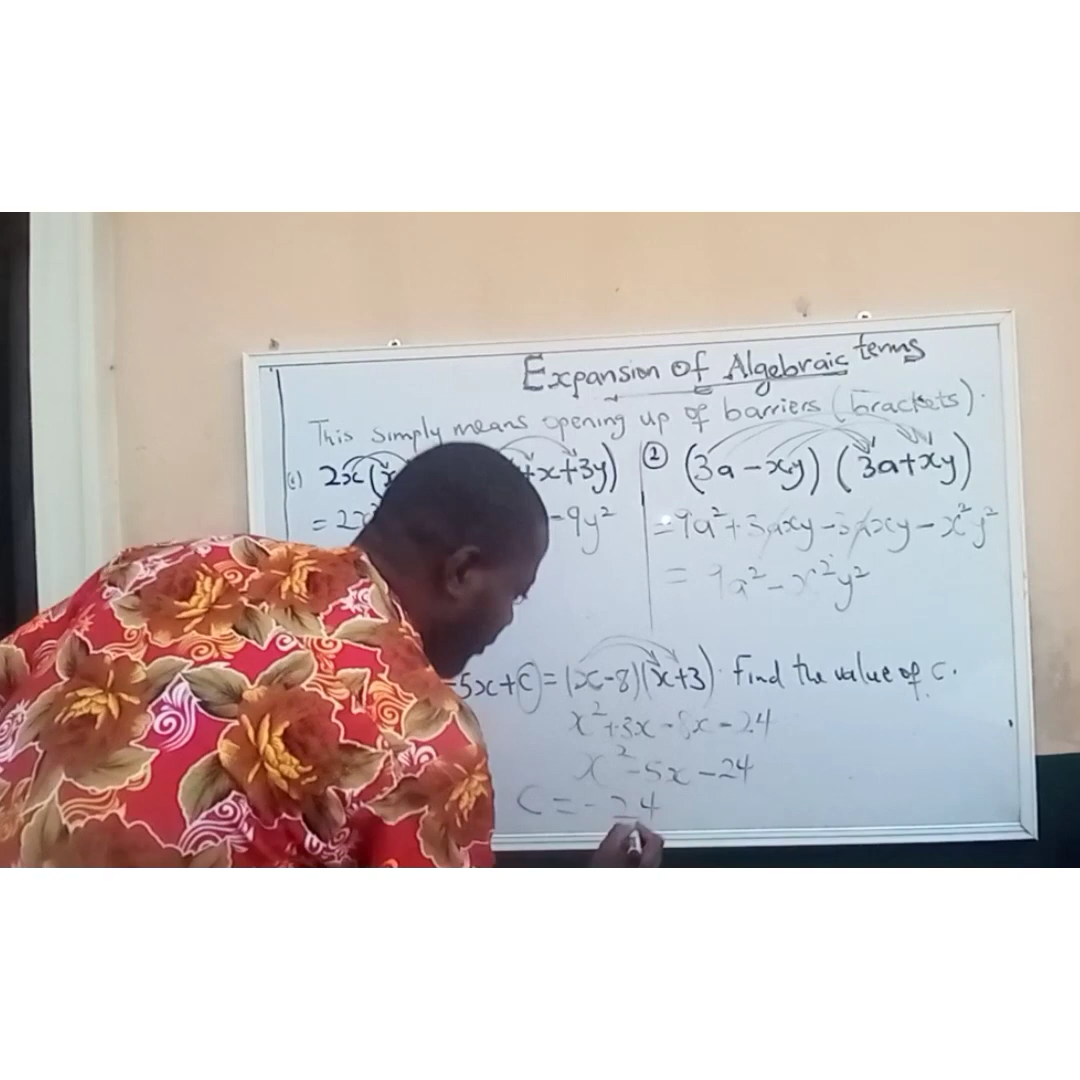 Expansion of Algebraic terms
This simply means opening up of barriers (brackets).
(1) 2x(
+x+3y)
= 2x
-9y²
② (3a-xy)(3a+xy)
=9a²+3axy-3axy-x²y²
= 9a²-x²y²
-5x+C=(x-8)(x+3). Find the value of C.
x²+3x-8x-24
x²-5x-24
C=-24